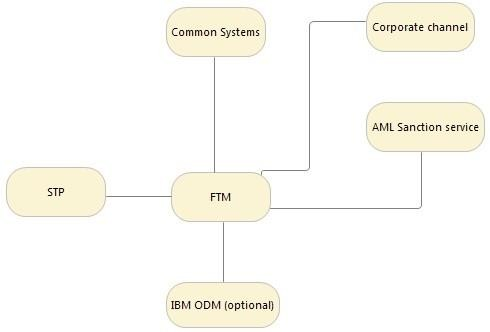 Corporate channel
Common Systems
AML Sanction service
STP
FTM
IBM ODM (optional)